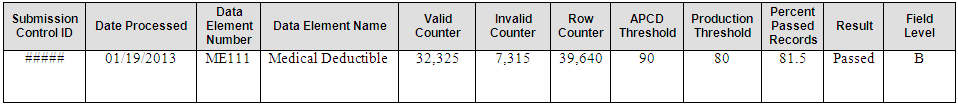 Submission Control ID | Date Processed | Data Element Number | Data Element Name | Valid Counter | Invalid Counter | Row Counter | APCD Threshold | Production Threshold | Percent Passed Records | Result | Field Level
##### | 01/19/2013 | ME111 | Medical Deductible | 32,325 | 7,315 | 39,640 | 90 | 80 | 81.5 | Passed | B